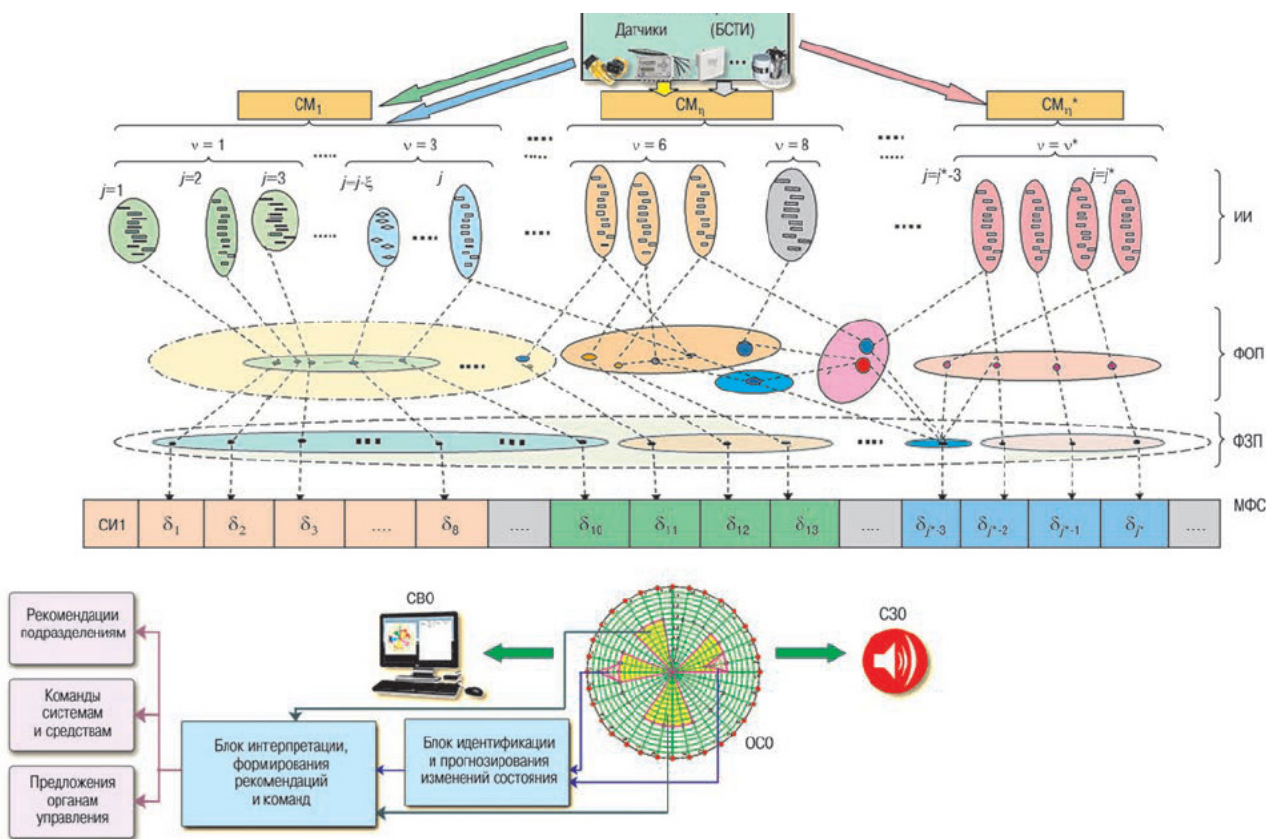 Датчики (БСТИ)
СМ₁ СМη СМη*
ν = 1 ν = 3 ν = 6 ν = 8 ν = ν*
j=1 j=2 j=3 j=j-ξ j j=j*-3 j=j*
ИИ
ФОП
ФЗП
МФС
СИ1 δ₁ δ₂ δ₃ .... δ₈ .... δ₁₀ δ₁₁ δ₁₂ δ₁₃ .... δj*-3 δj*-2 δj*-1 δj* ....
СВО
СЗО
ОСО
Рекомендации
подразделениям
Команды
системам
и средствам
Предложения
органам
управления
Блок интерпретации,
формирования
рекомендаций
и команд
Блок идентификации
и прогнозирования
изменений состояния